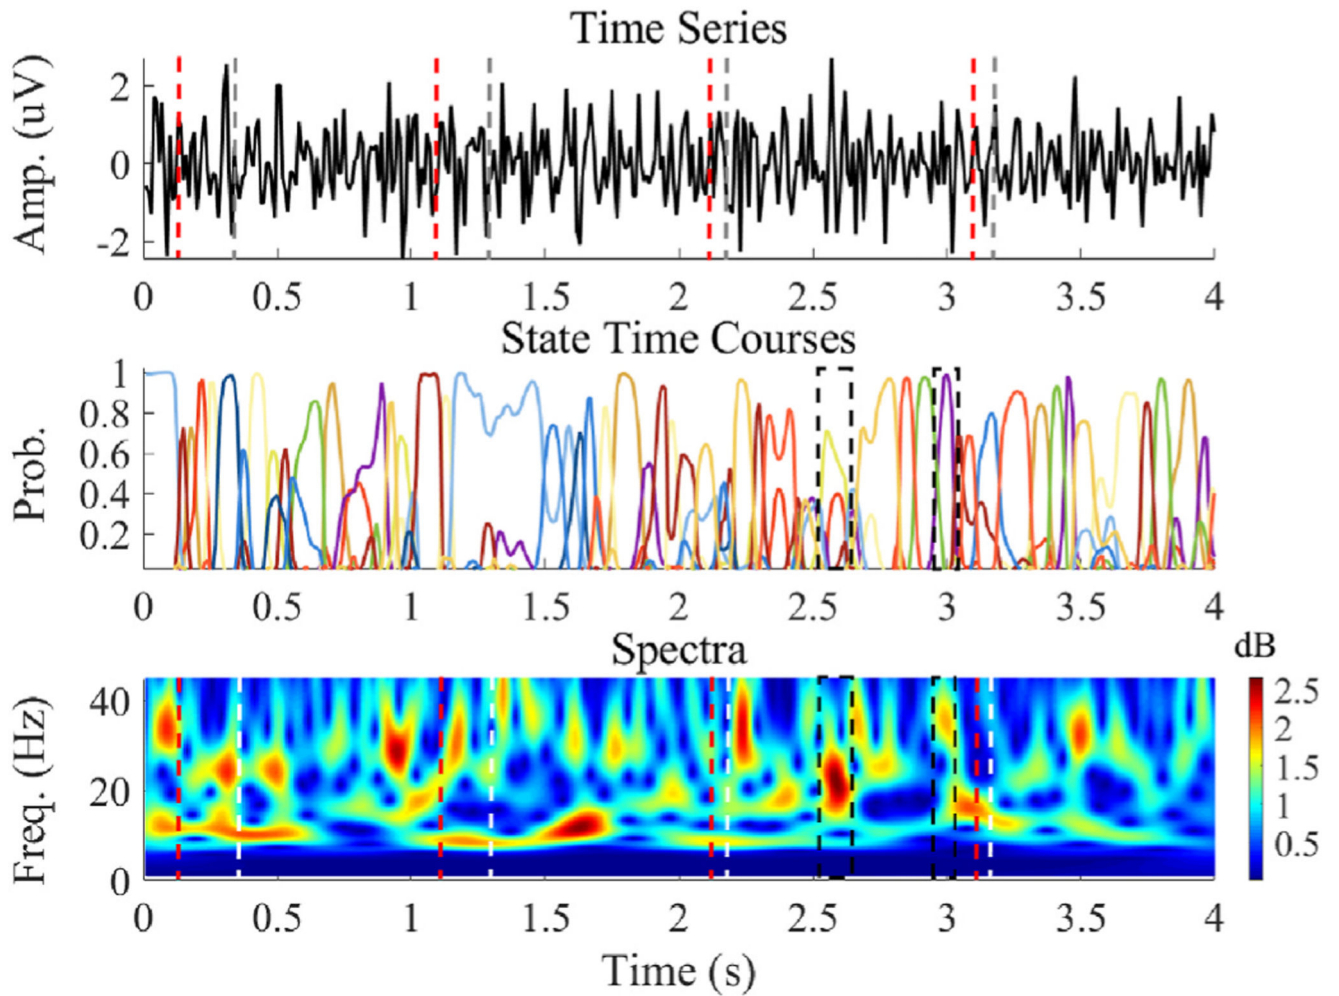 Time Series
Amp. (uV)
2
0
-2
0 0.5 1 1.5 2 2.5 3 3.5 4
State Time Courses
Prob.
1
0.8
0.6
0.4
0.2
0 0.5 1 1.5 2 2.5 3 3.5 4
Spectra
dB
Freq. (Hz)
40
20
0
2.5
2
1.5
1
0.5
0 0.5 1 1.5 2 2.5 3 3.5 4
Time (s)